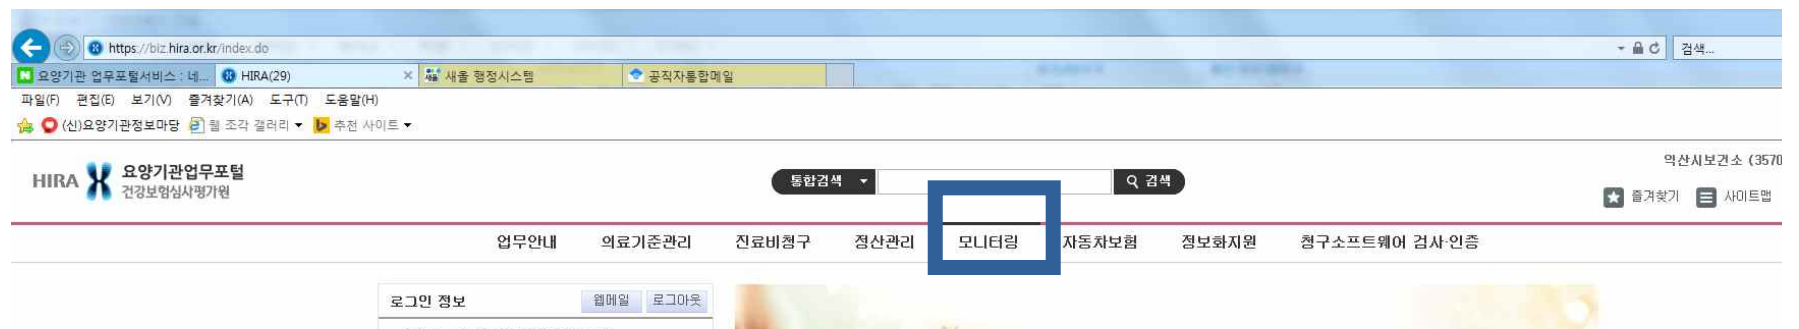 https://biz.hira.or.kr/index.do
검색...
요양기관 업무포털서비스 : 네... HIRA(29) × 새올 행정시스템 공직자통합메일
파일(F) 편집(E) 보기(V) 즐겨찾기(A) 도구(T) 도움말(H)
(신)요양기관정보마당 웹 조각 갤러리 ▼ 추천 사이트 ▼
익산시보건소 (3570
HIRA 요양기관업무포털
건강보험심사평가원
통합검색 검색
즐겨찾기 사이트맵
업무안내 의료기준관리 진료비청구 정산관리 모니터링 자동차보험 정보화지원 청구소프트웨어 검사·인증
로그인 정보 웹메일 로그아웃